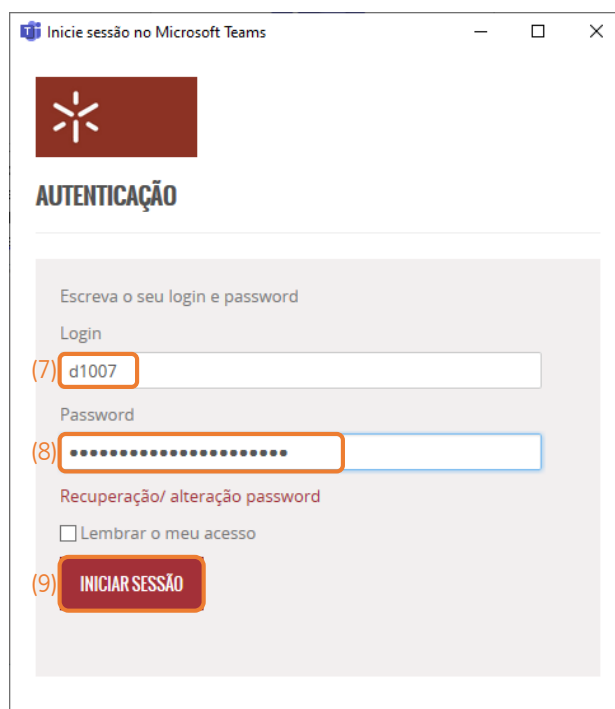 Inicie sessão no Microsoft Teams
AUTENTICAÇÃO
Escreva o seu login e password
Login
(7) d1007
Password
(8) ••••••••••••••••••••••
Recuperação/ alteração password
Lembrar o meu acesso
(9) INICIAR SESSÃO